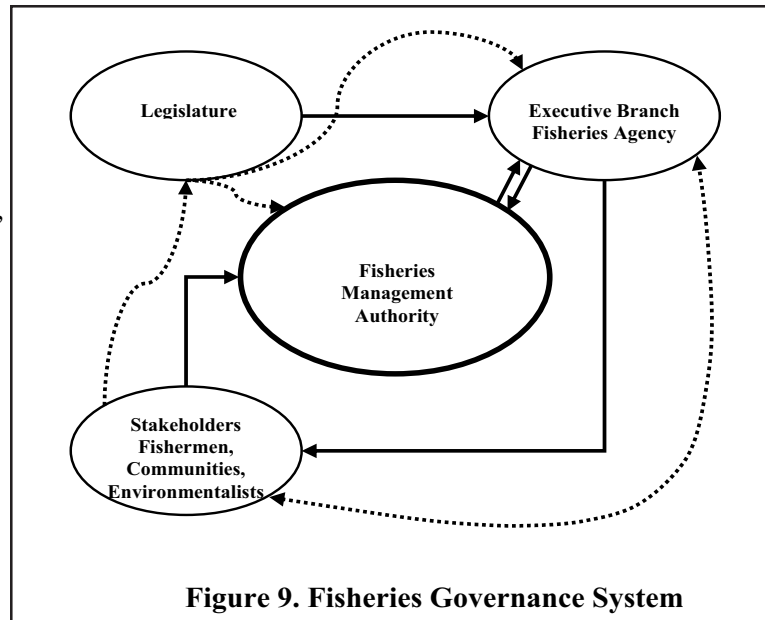 Legislature
Executive Branch
Fisheries Agency
,
Fisheries
Management
Authority
Stakeholders
Fishermen,
Communities,
Environmentalists
Figure 9. Fisheries Governance System